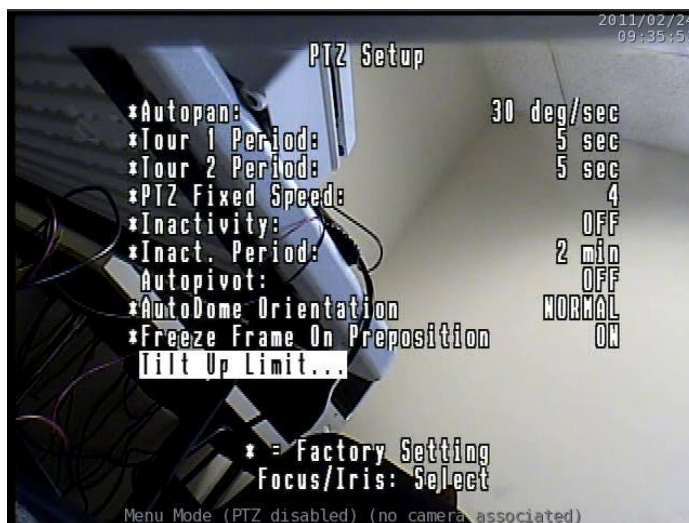 2011/02/24
09:35:5
PTZ Setup
*Autopan: 30 deg/sec
*Tour 1 Period: 5 sec
*Tour 2 Period: 5 sec
*PTZ Fixed Speed: 4
*Inactivity: OFF
*Inact. Period: 2 min
Autopivot: OFF
*AutoDome Orientation NORMAL
*Freeze Frame On Preposition ON
Tilt Up Limit...
* = Factory Setting
Focus/Iris: Select
Menu Mode (PTZ disabled) (no camera associated)